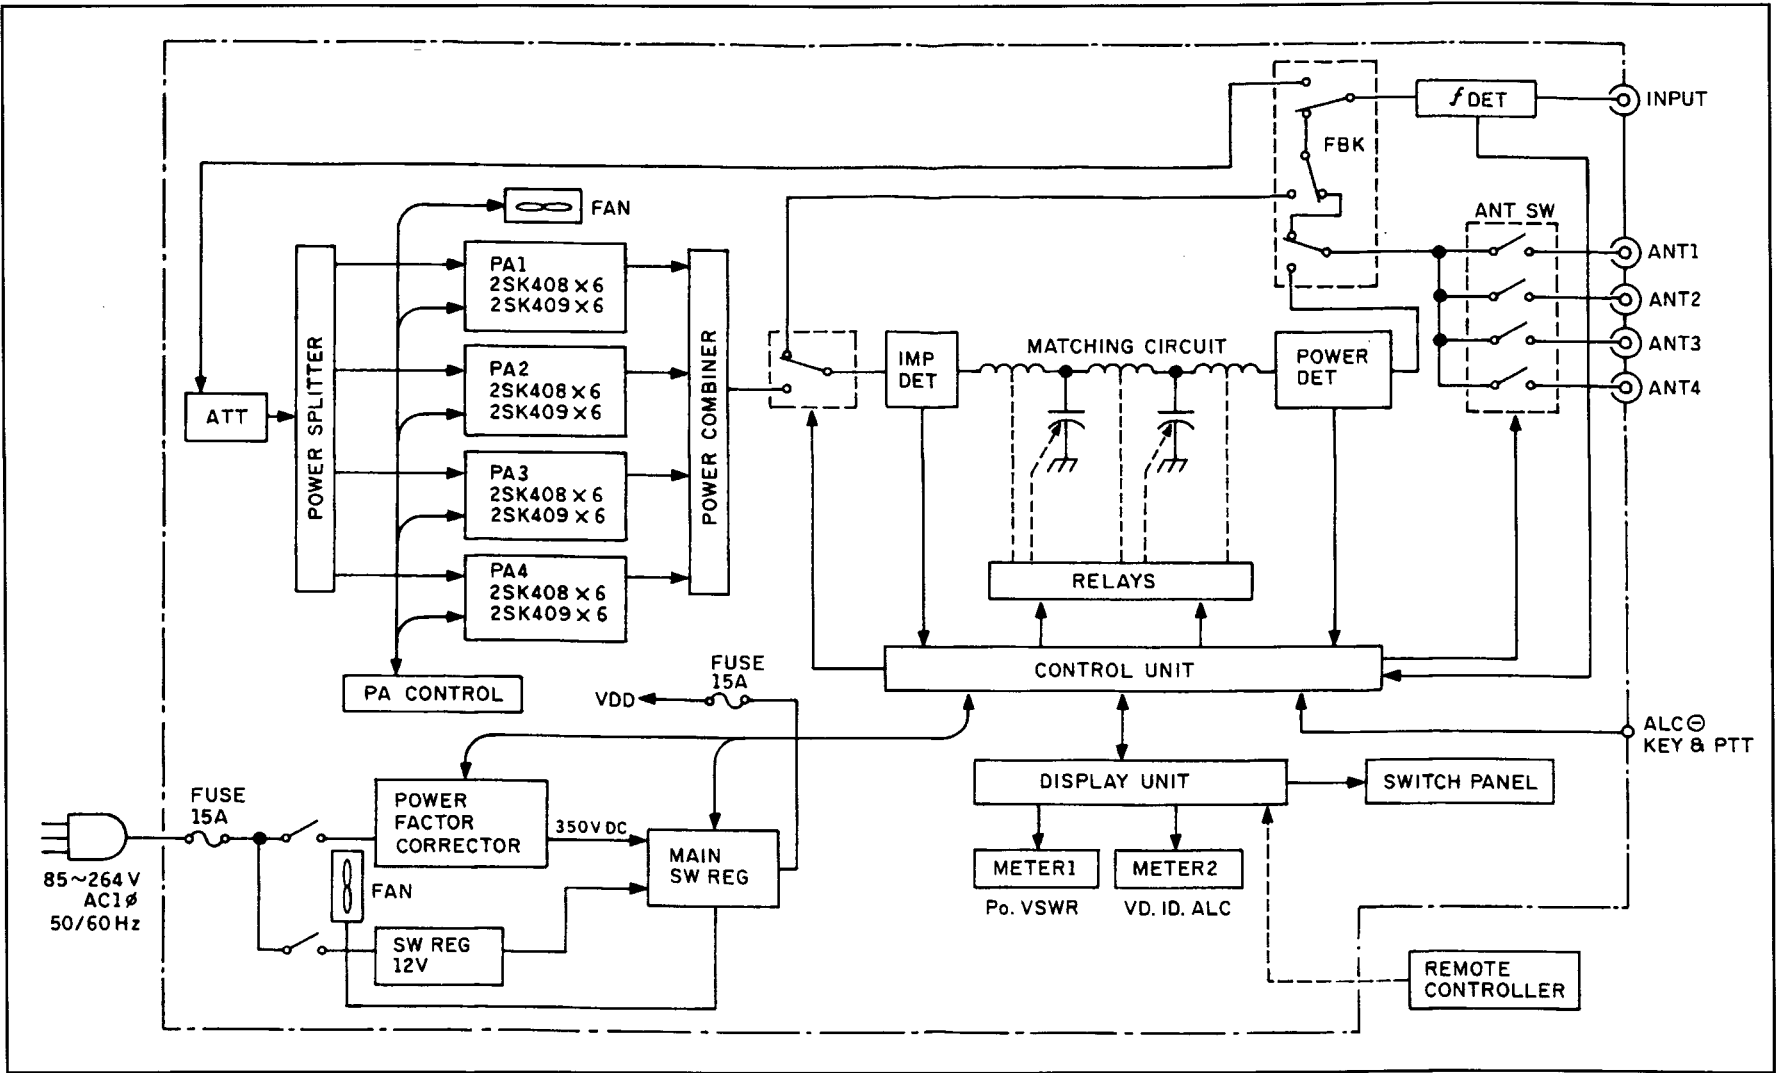 INPUT
ƒ DET
FBK
ANT SW
ANT1
ANT2
ANT3
ANT4
FAN
PA1
2SK408×6
2SK409×6
PA2
2SK408×6
2SK409×6
PA3
2SK408×6
2SK409×6
PA4
2SK408×6
2SK409×6
POWER SPLITTER
POWER COMBINER
ATT
IMP
DET
MATCHING CIRCUIT
POWER
DET
RELAYS
CONTROL UNIT
PA CONTROL
FUSE
15A
VDD
ALC⊖
KEY & PTT
DISPLAY UNIT
SWITCH PANEL
METER1
METER2
Po. VSWR
VD. ID. ALC
REMOTE
CONTROLLER
FUSE
15A
POWER
FACTOR
CORRECTOR
350V DC
MAIN
SW REG
FAN
SW REG
12V
85~264V
AC1ø
50/60Hz